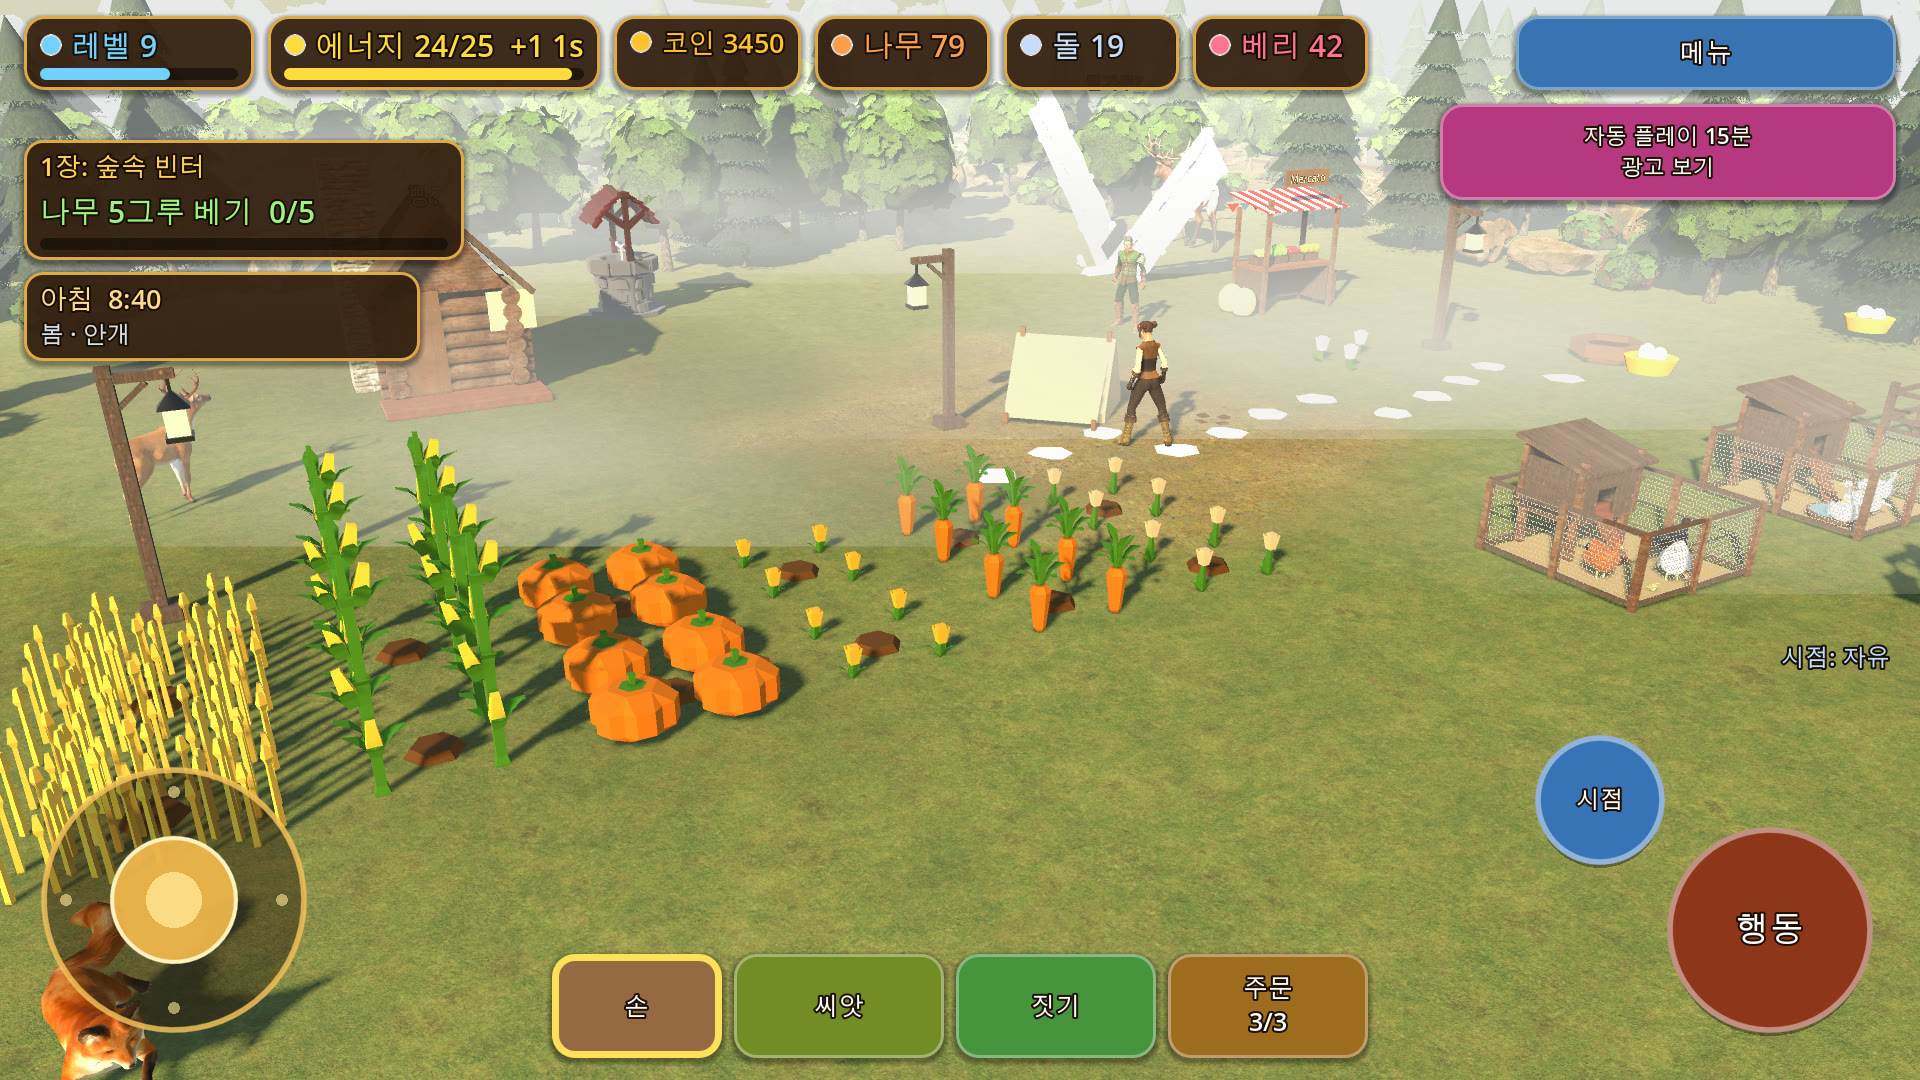 레벨 9
에너지 24/25 +1 1s
코인 3450
나무 79
돌 19
베리 42
메뉴
자동 플레이 15분
광고 보기
1장: 숲속 빈터
나무 5그루 베기 0/5
아침 8:40
봄 · 안개
Mercato
시점: 자유
시점
행동
손
씨앗
짓기
주문
3/3